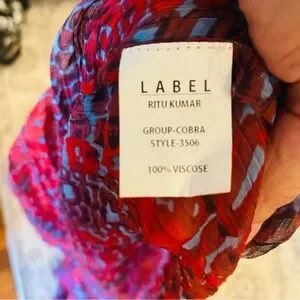 LABEL
RITU KUMAR
GROUP-COBRA
STYLE-3506
100% VISCOSE